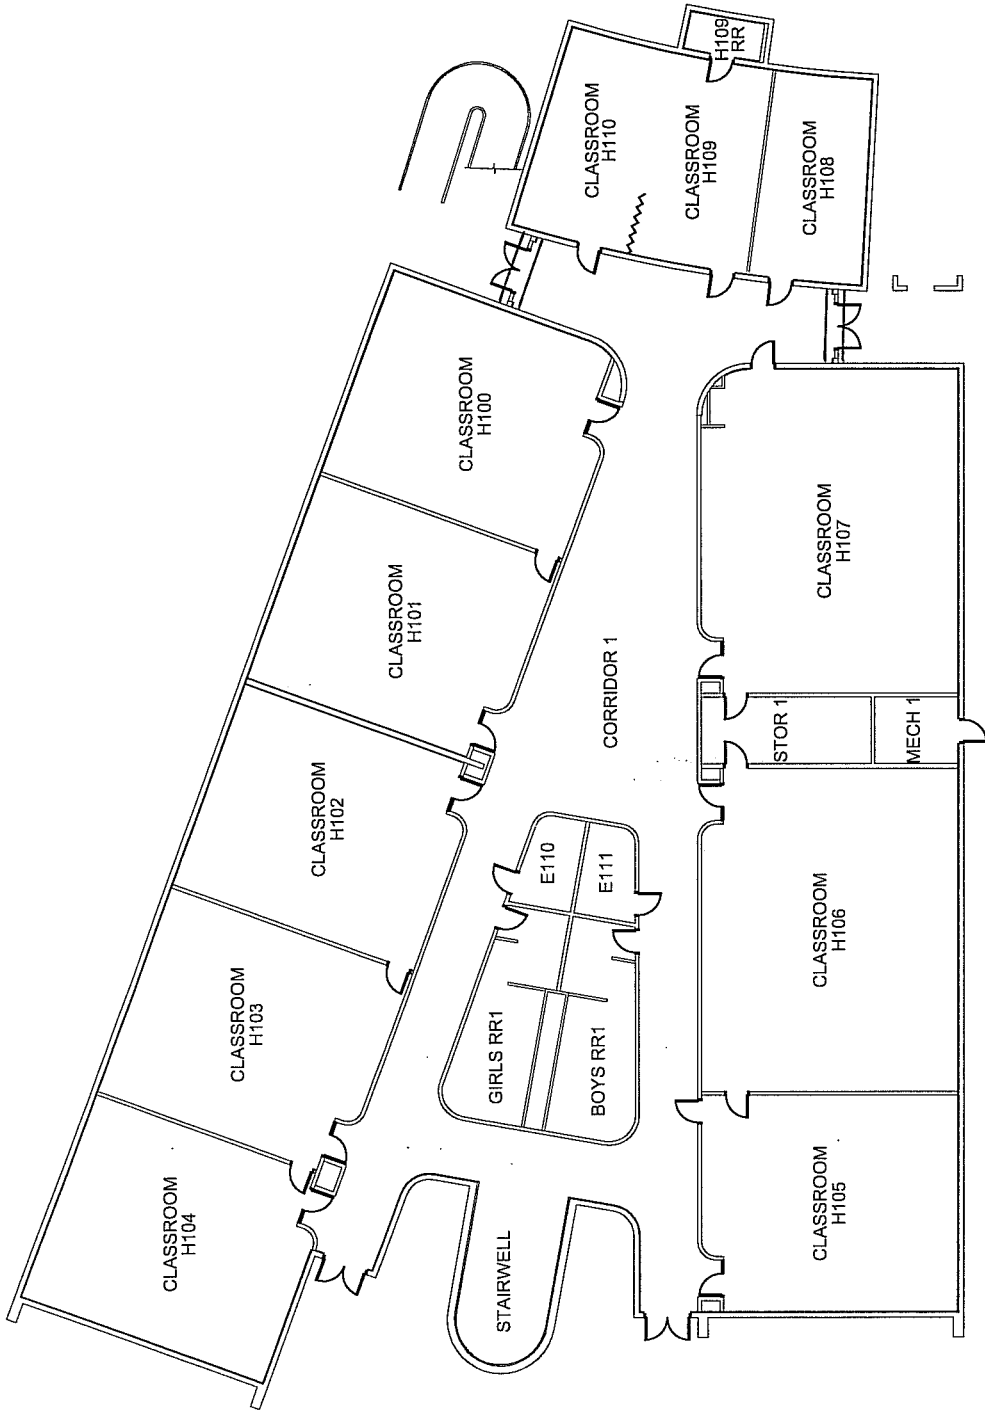 H109
RR
CLASSROOM
H110
CLASSROOM
H109
CLASSROOM
H108
CLASSROOM
H100
CLASSROOM
H101
CLASSROOM
H107
CORRIDOR 1
STOR 1
MECH 1
CLASSROOM
H102
E110
E111
CLASSROOM
H106
CLASSROOM
H103
GIRLS RR1
BOYS RR1
CLASSROOM
H104
CLASSROOM
H105
STAIRWELL